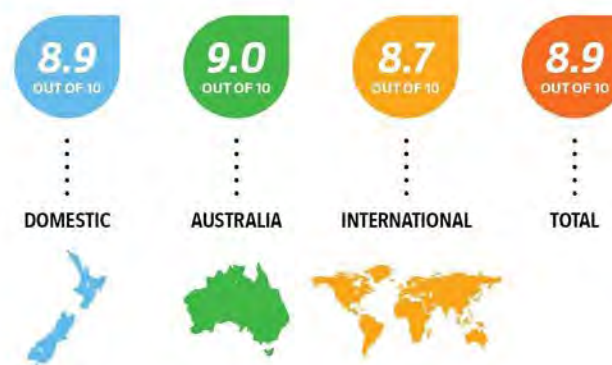 8.9
OUT OF 10
9.0
OUT OF 10
8.7
OUT OF 10
8.9
OUT OF 10
DOMESTIC
AUSTRALIA
INTERNATIONAL
TOTAL